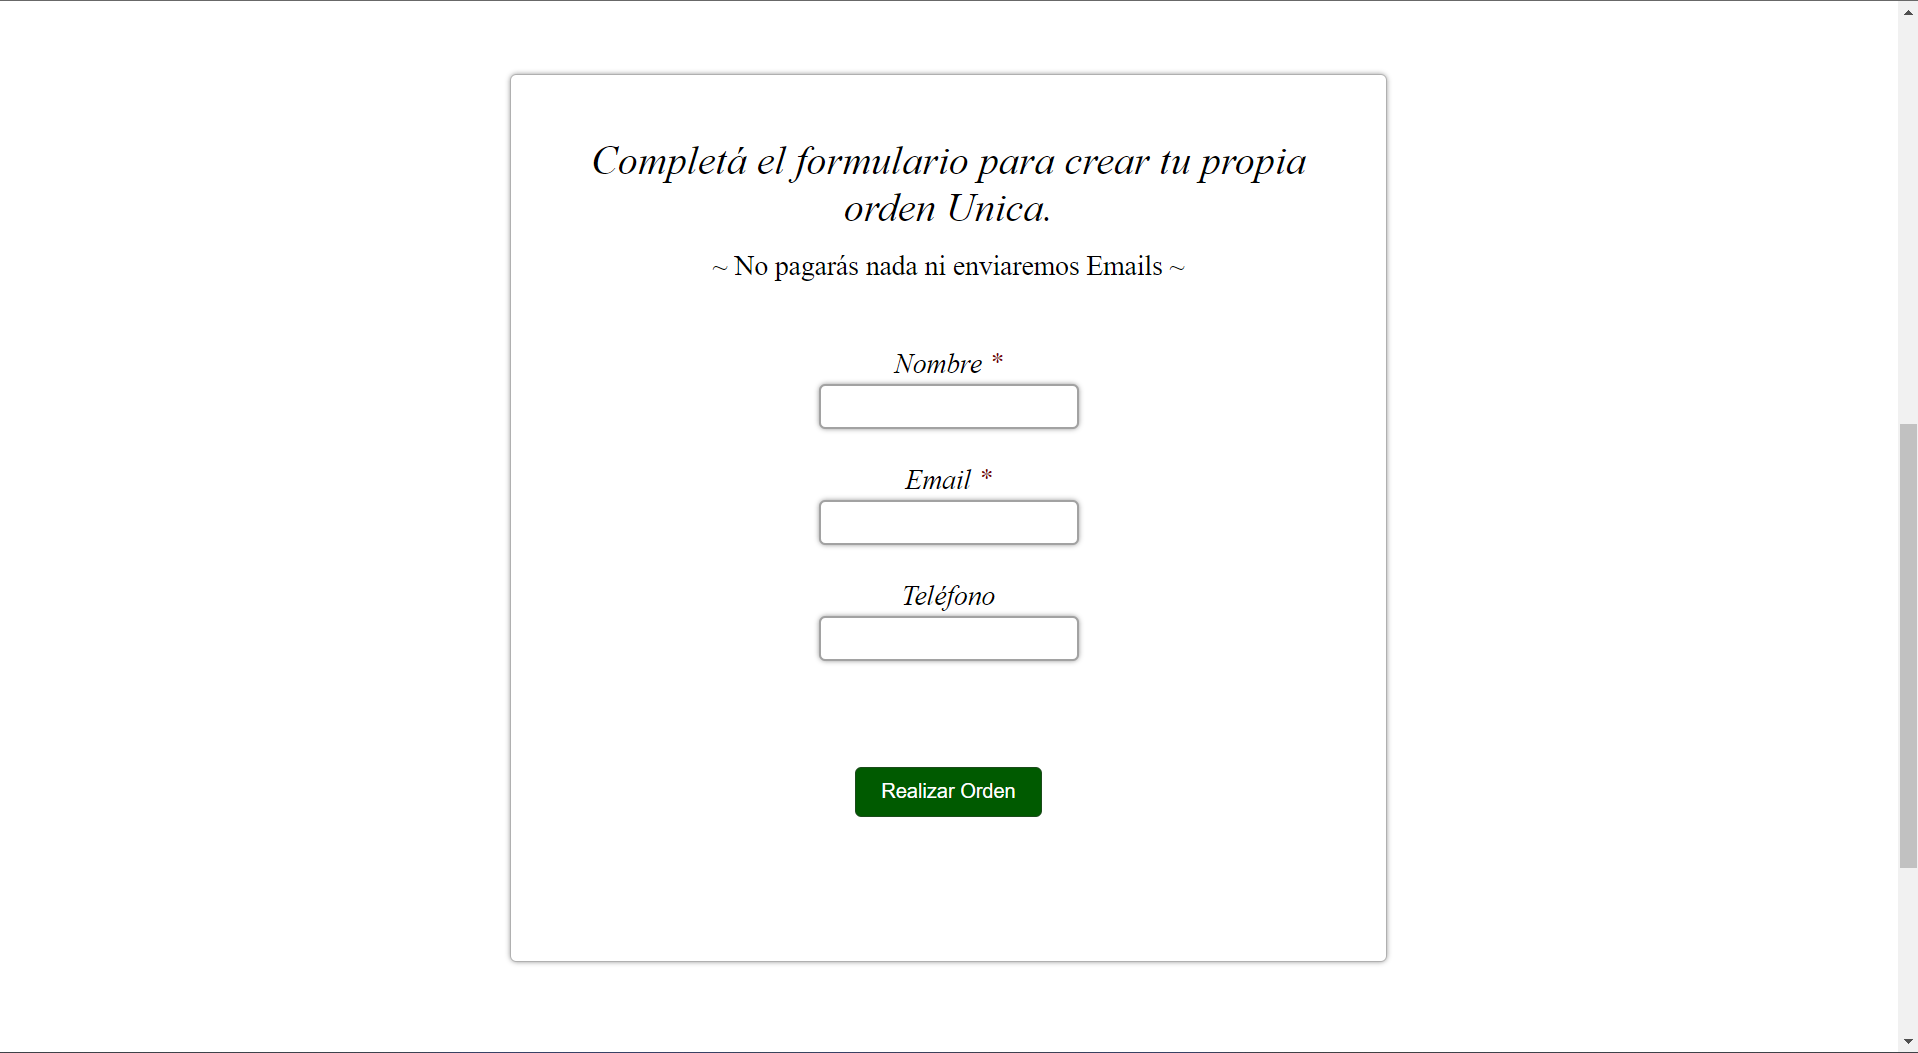 Completá el formulario para crear tu propia
orden Unica.
~ No pagarás nada ni enviaremos Emails ~
Nombre *
Email *
Teléfono
Realizar Orden